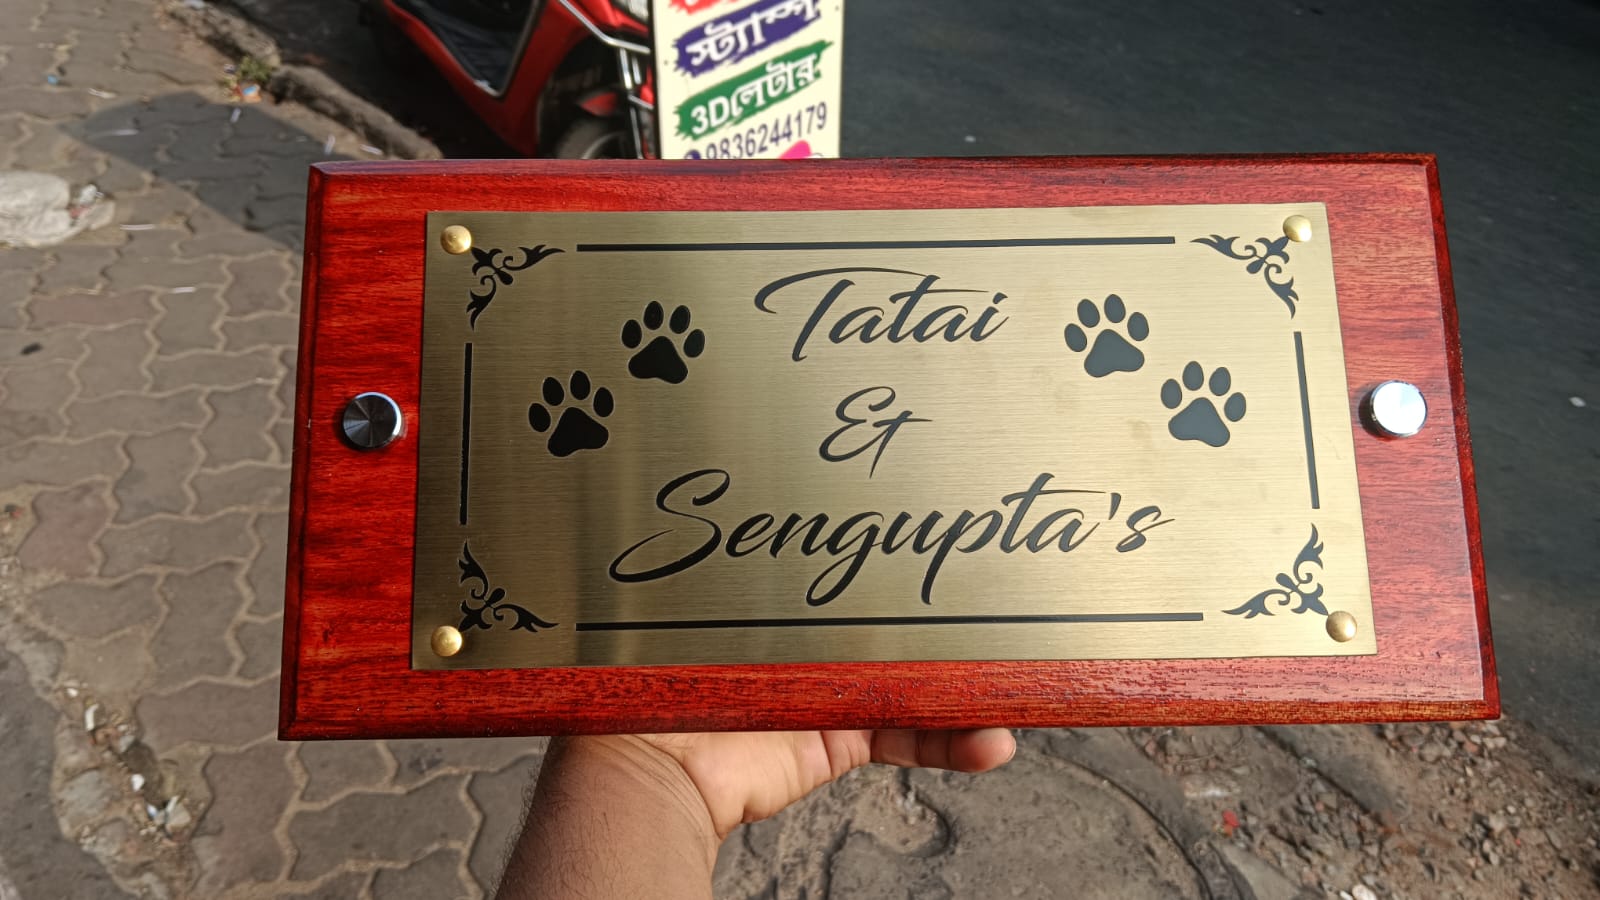 স্ট্যাম্প
3Dলেটার
9836244179
Tatai
&
Sengupta's